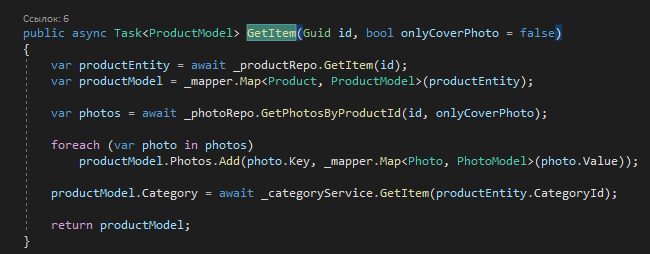 Ссылок: 6
public async Task<ProductModel> GetItem(Guid id, bool onlyCoverPhoto = false)
{
    var productEntity = await _productRepo.GetItem(id);
    var productModel = _mapper.Map<Product, ProductModel>(productEntity);

    var photos = await _photoRepo.GetPhotosByProductId(id, onlyCoverPhoto);

    foreach (var photo in photos)
        productModel.Photos.Add(photo.Key, _mapper.Map<Photo, PhotoModel>(photo.Value));

    productModel.Category = await _categoryService.GetItem(productEntity.CategoryId);

    return productModel;
}